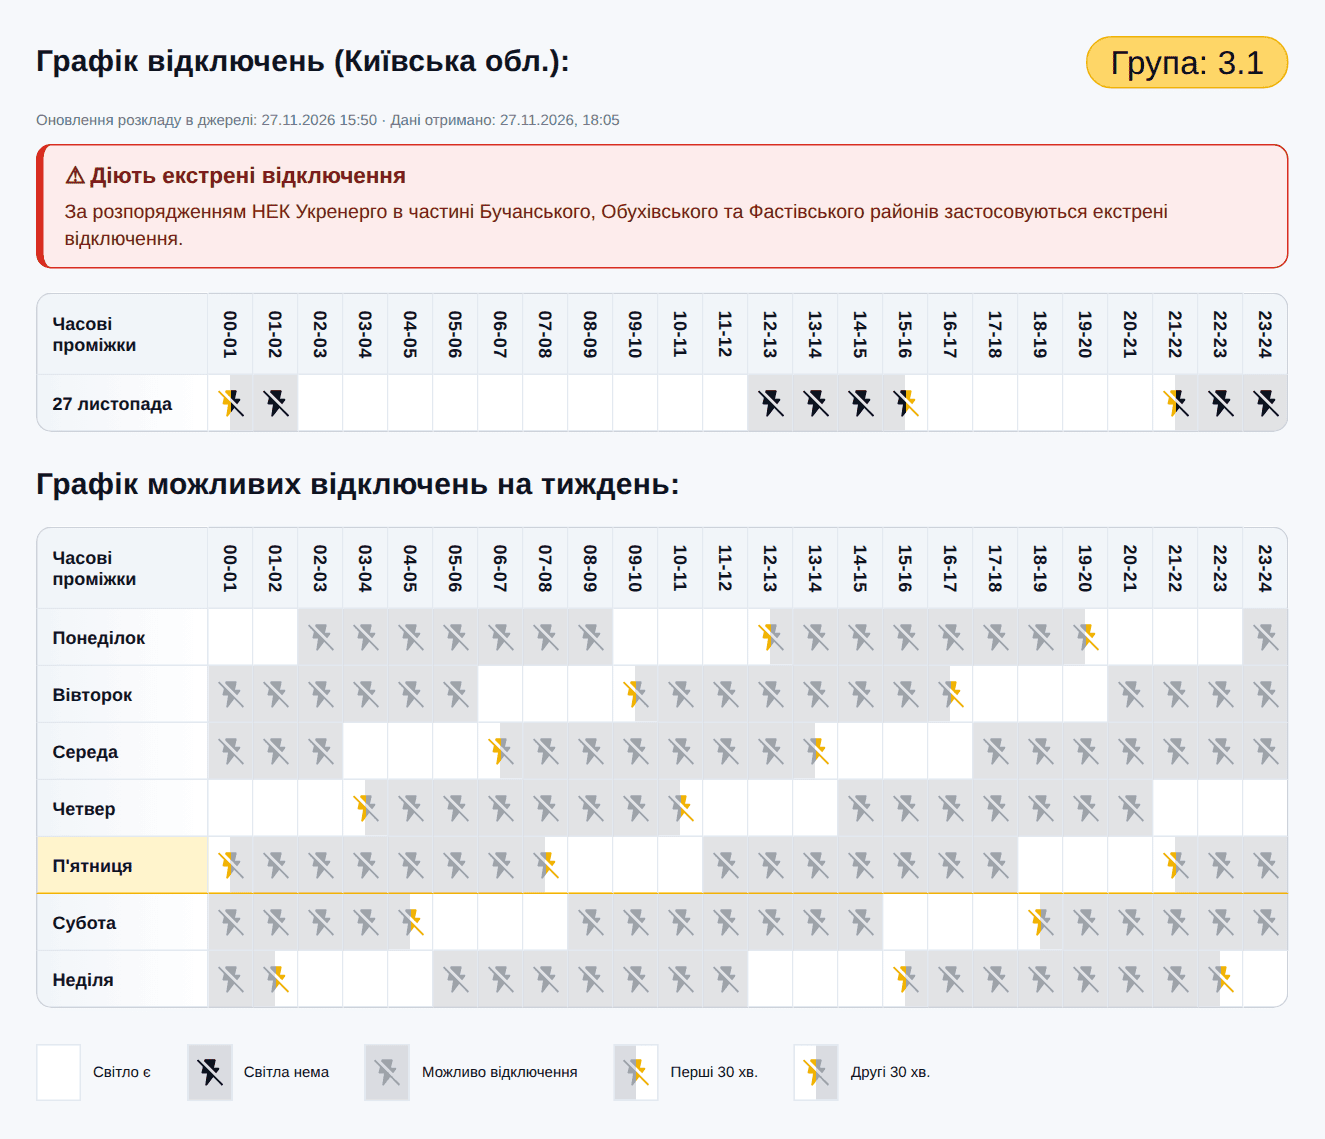 Графік відключень (Київська обл.):
Група: 3.1
Оновлення розкладу в джерелі: 27.11.2026 15:50 · Дані отримано: 27.11.2026, 18:05
⚠ Діють екстрені відключення
За розпорядженням НЕК Укренерго в частині Бучанського, Обухівського та Фастівського районів застосовуються екстрені
відключення.
Часові
проміжки
00-01 01-02 02-03 03-04 04-05 05-06 06-07 07-08 08-09 09-10 10-11 11-12 12-13 13-14 14-15 15-16 16-17 17-18 18-19 19-20 20-21 21-22 22-23 23-24
27 листопада
Графік можливих відключень на тиждень:
Часові
проміжки
00-01 01-02 02-03 03-04 04-05 05-06 06-07 07-08 08-09 09-10 10-11 11-12 12-13 13-14 14-15 15-16 16-17 17-18 18-19 19-20 20-21 21-22 22-23 23-24
Понеділок
Вівторок
Середа
Четвер
П'ятниця
Субота
Неділя
Світло є
Світла нема
Можливо відключення
Перші 30 хв.
Другі 30 хв.